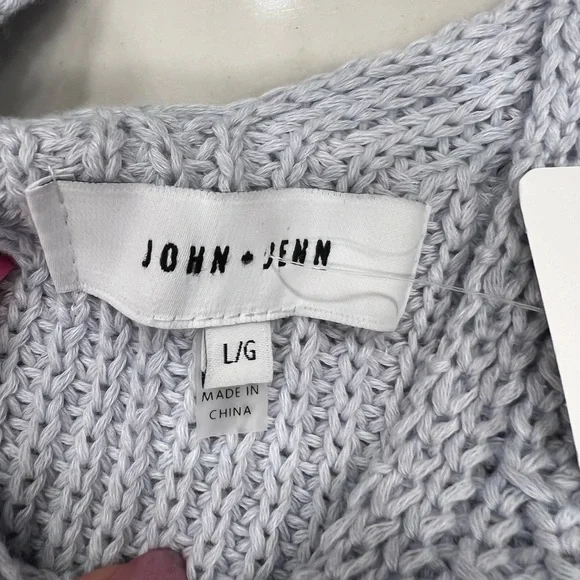 JOHN + JENN
L/G
MADE IN
CHINA